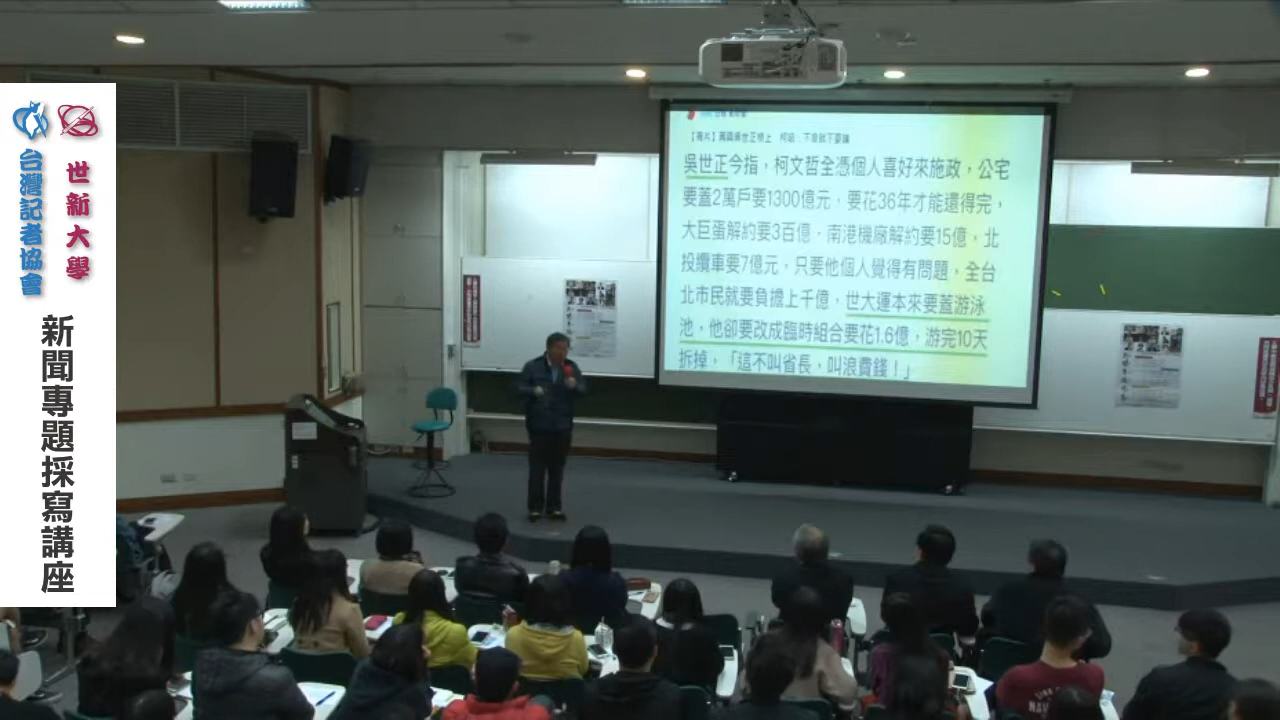 台灣記者協會
世新大學
新聞專題採寫講座
吳世正今指，柯文哲全憑個人喜好來施政，公宅
要蓋2萬戶要1300億元，要花36年才能還得完，
大巨蛋解約要3百億，南港機廠解約要15億，北
投纜車要7億元，只要他個人覺得有問題，全台
北市民就要負擔上千億，世大運本來要蓋游泳
池，他卻要改成臨時組合要花1.6億，游完10天
拆掉，「這不叫省長，叫浪費錢！」